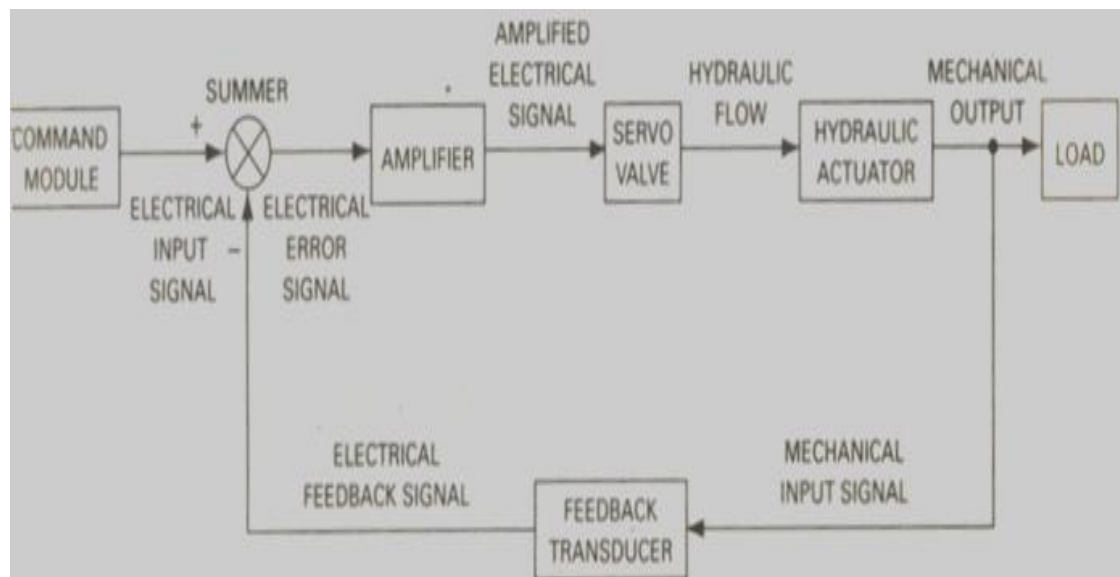 AMPLIFIED
ELECTRICAL
SIGNAL
HYDRAULIC
FLOW
MECHANICAL
OUTPUT
SUMMER
+
COMMAND
MODULE
AMPLIFIER
SERVO
VALVE
HYDRAULIC
ACTUATOR
LOAD
ELECTRICAL
INPUT
SIGNAL
–
ELECTRICAL
ERROR
SIGNAL
ELECTRICAL
FEEDBACK SIGNAL
MECHANICAL
INPUT SIGNAL
FEEDBACK
TRANSDUCER